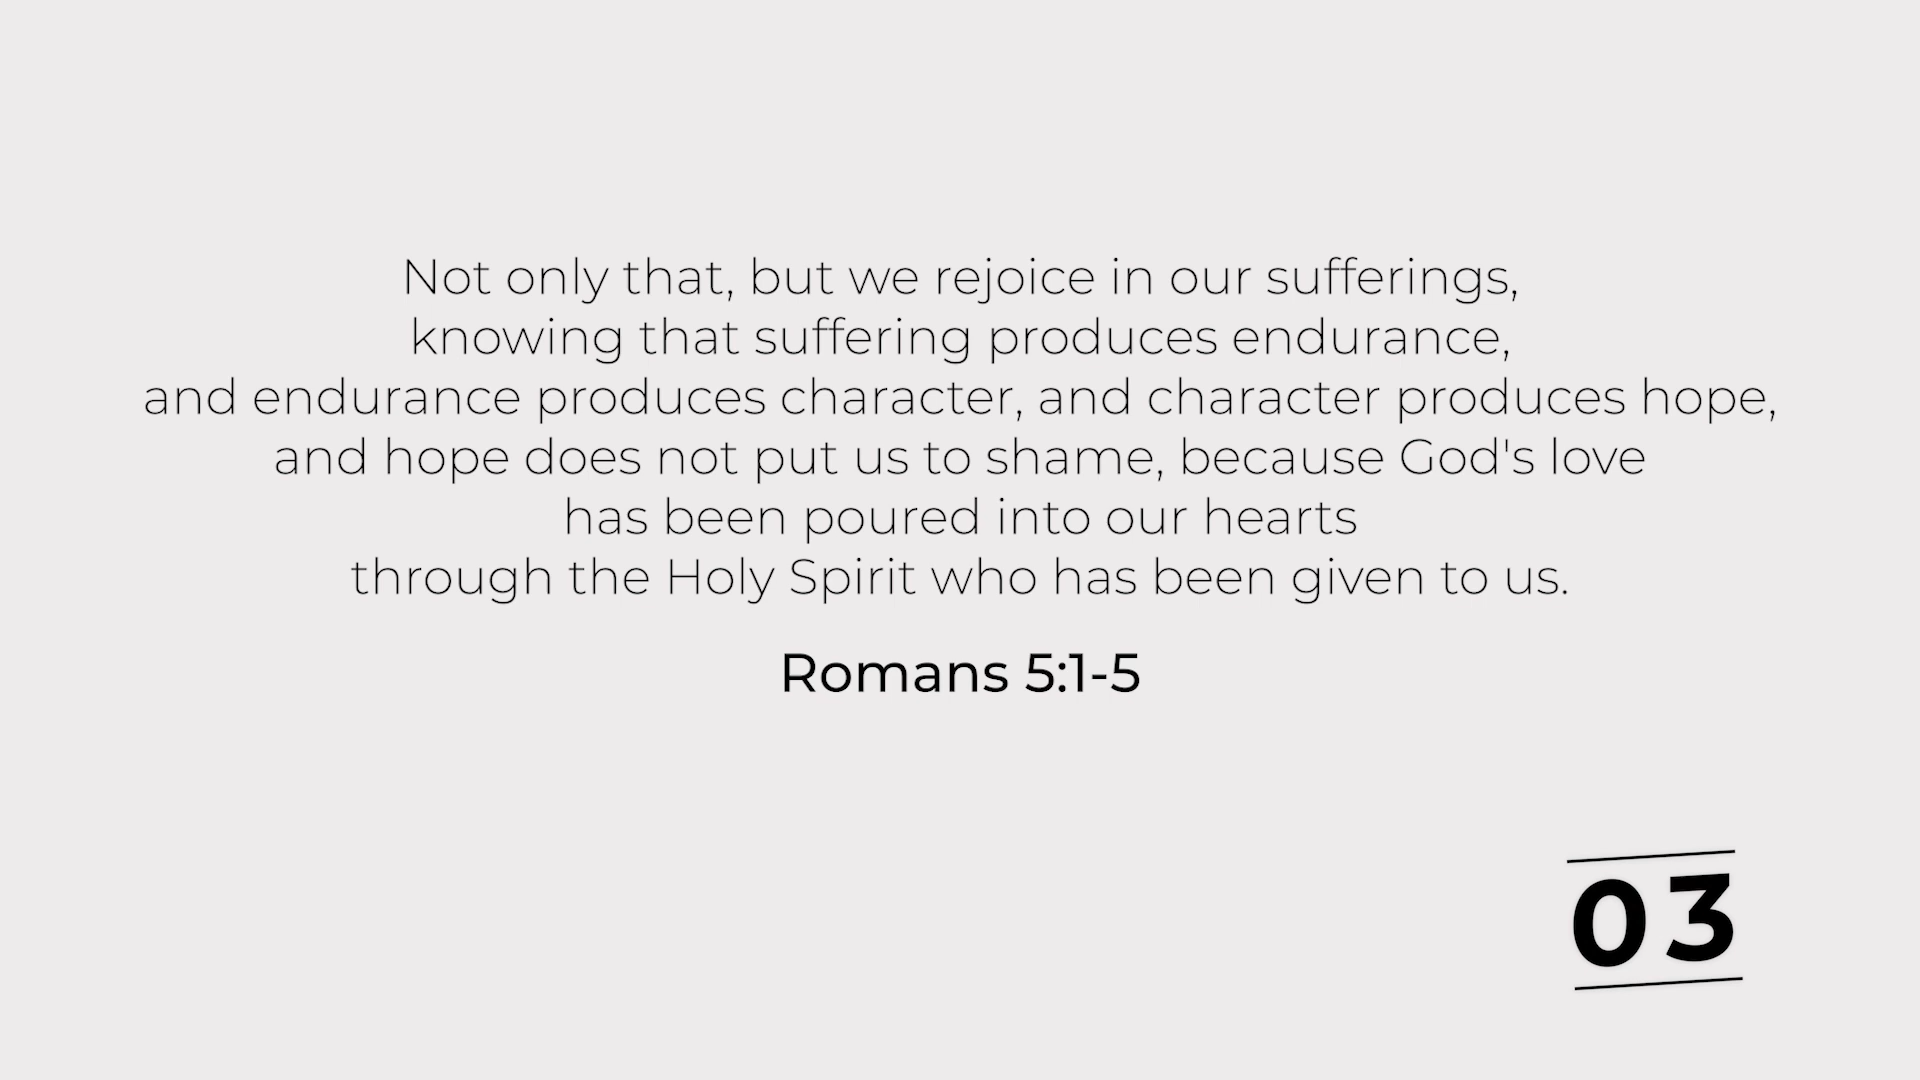 Not only that, but we rejoice in our sufferings,
knowing that suffering produces endurance,
and endurance produces character, and character produces hope,
and hope does not put us to shame, because God's love
has been poured into our hearts
through the Holy Spirit who has been given to us.
Romans 5:1-5
03